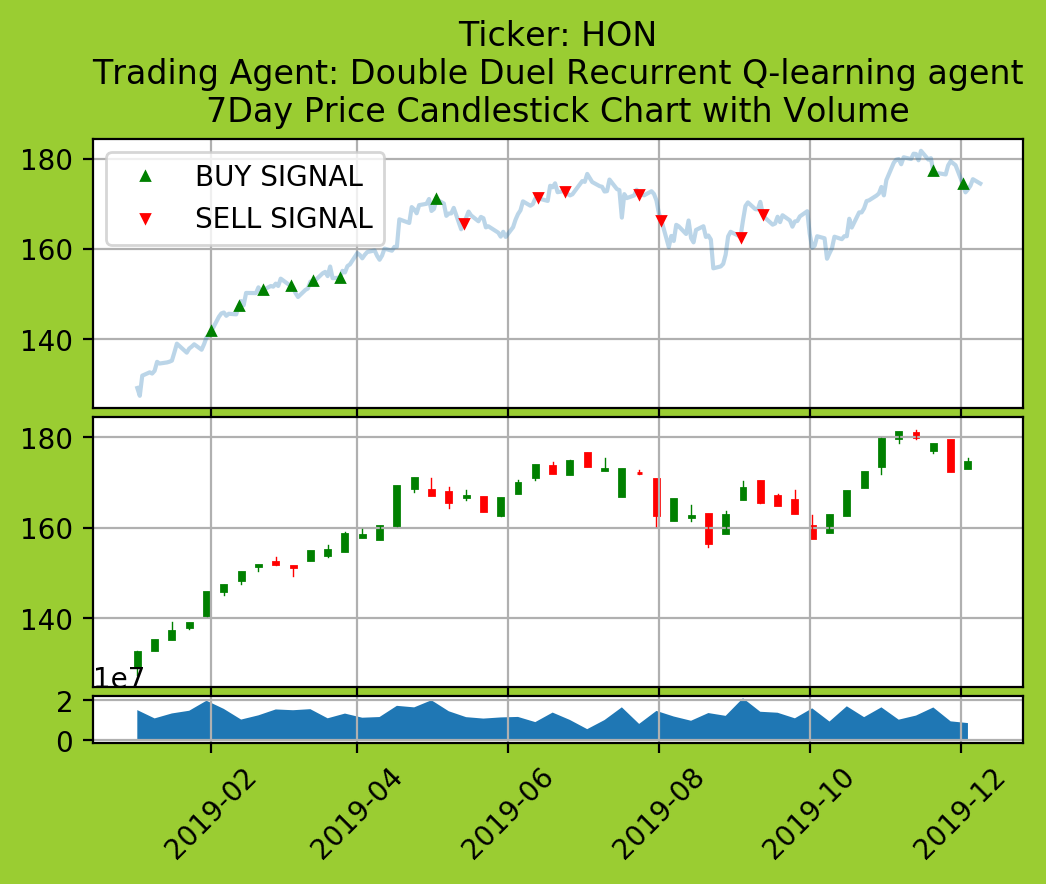 Ticker: HON
Trading Agent: Double Duel Recurrent Q-learning agent
7Day Price Candlestick Chart with Volume
180
160
140
BUY SIGNAL
SELL SIGNAL
180
160
140
1e7
2
0
2019-02
2019-04
2019-06
2019-08
2019-10
2019-12